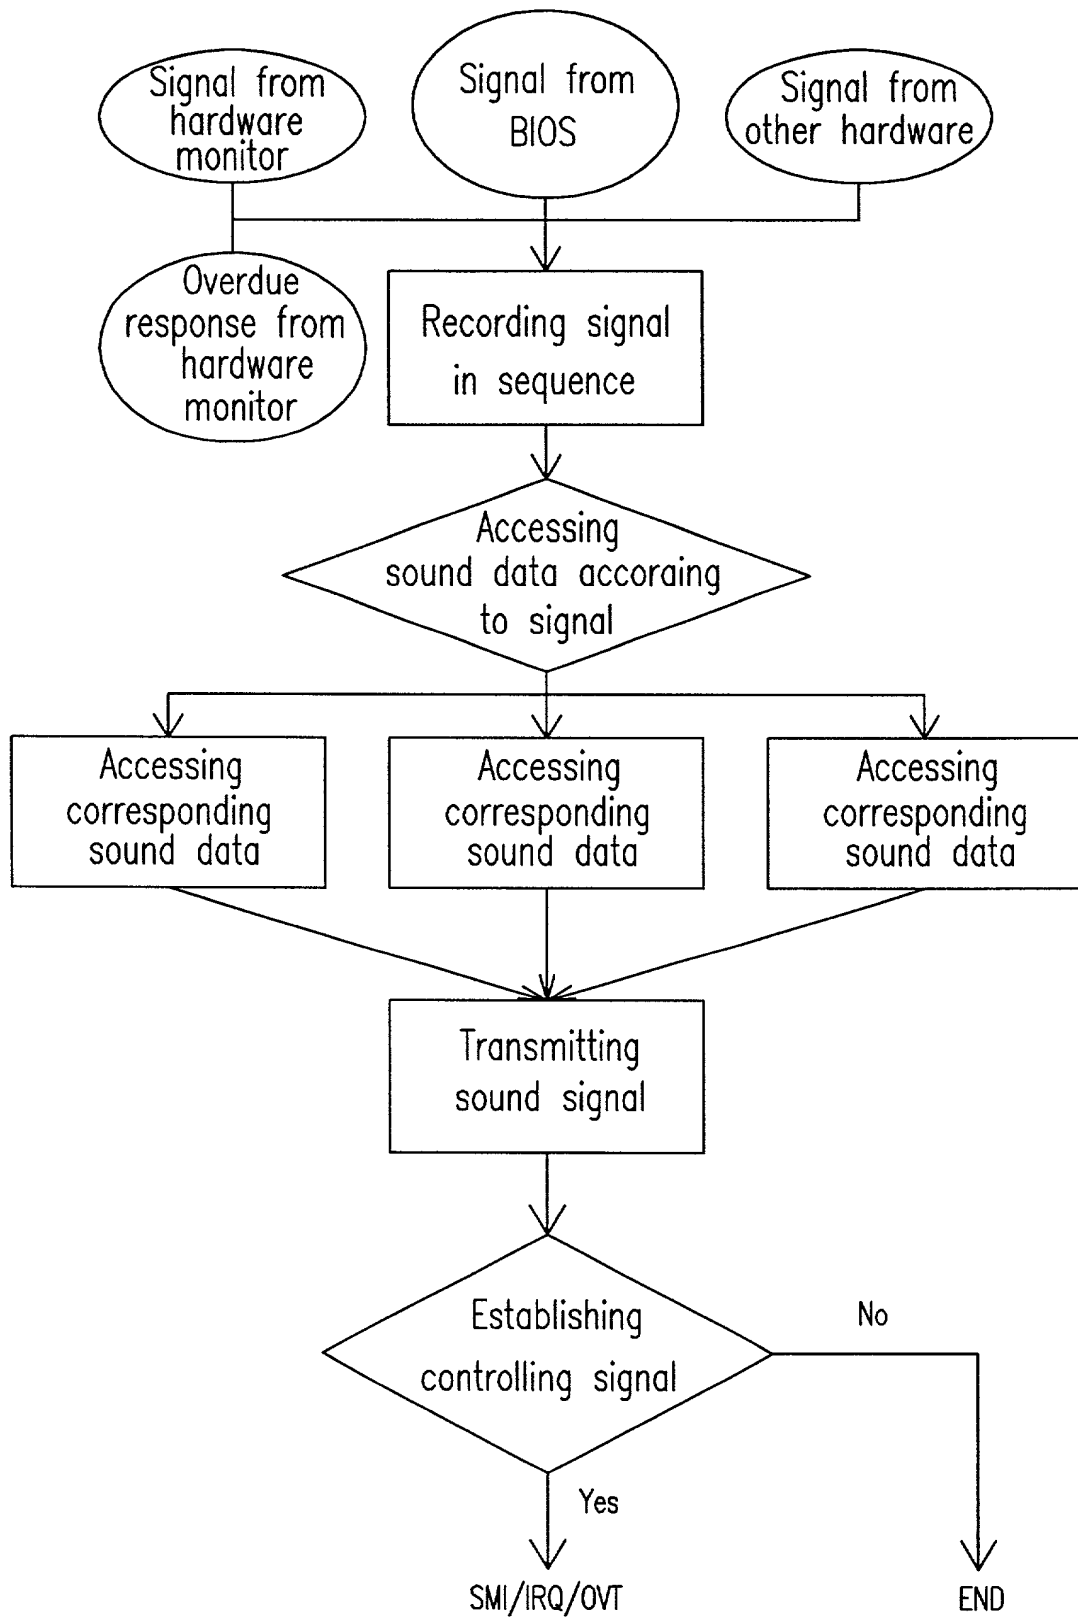 Signal from
hardware
monitor
Signal from
BIOS
Signal from
other hardware
Overdue
response from
hardware
monitor
Recording signal
in sequence
Accessing
sound data accoraing
to signal
Accessing
corresponding
sound data
Accessing
corresponding
sound data
Accessing
corresponding
sound data
Transmitting
sound signal
Establishing
controlling signal
No
Yes
SMI/IRQ/OVT
END